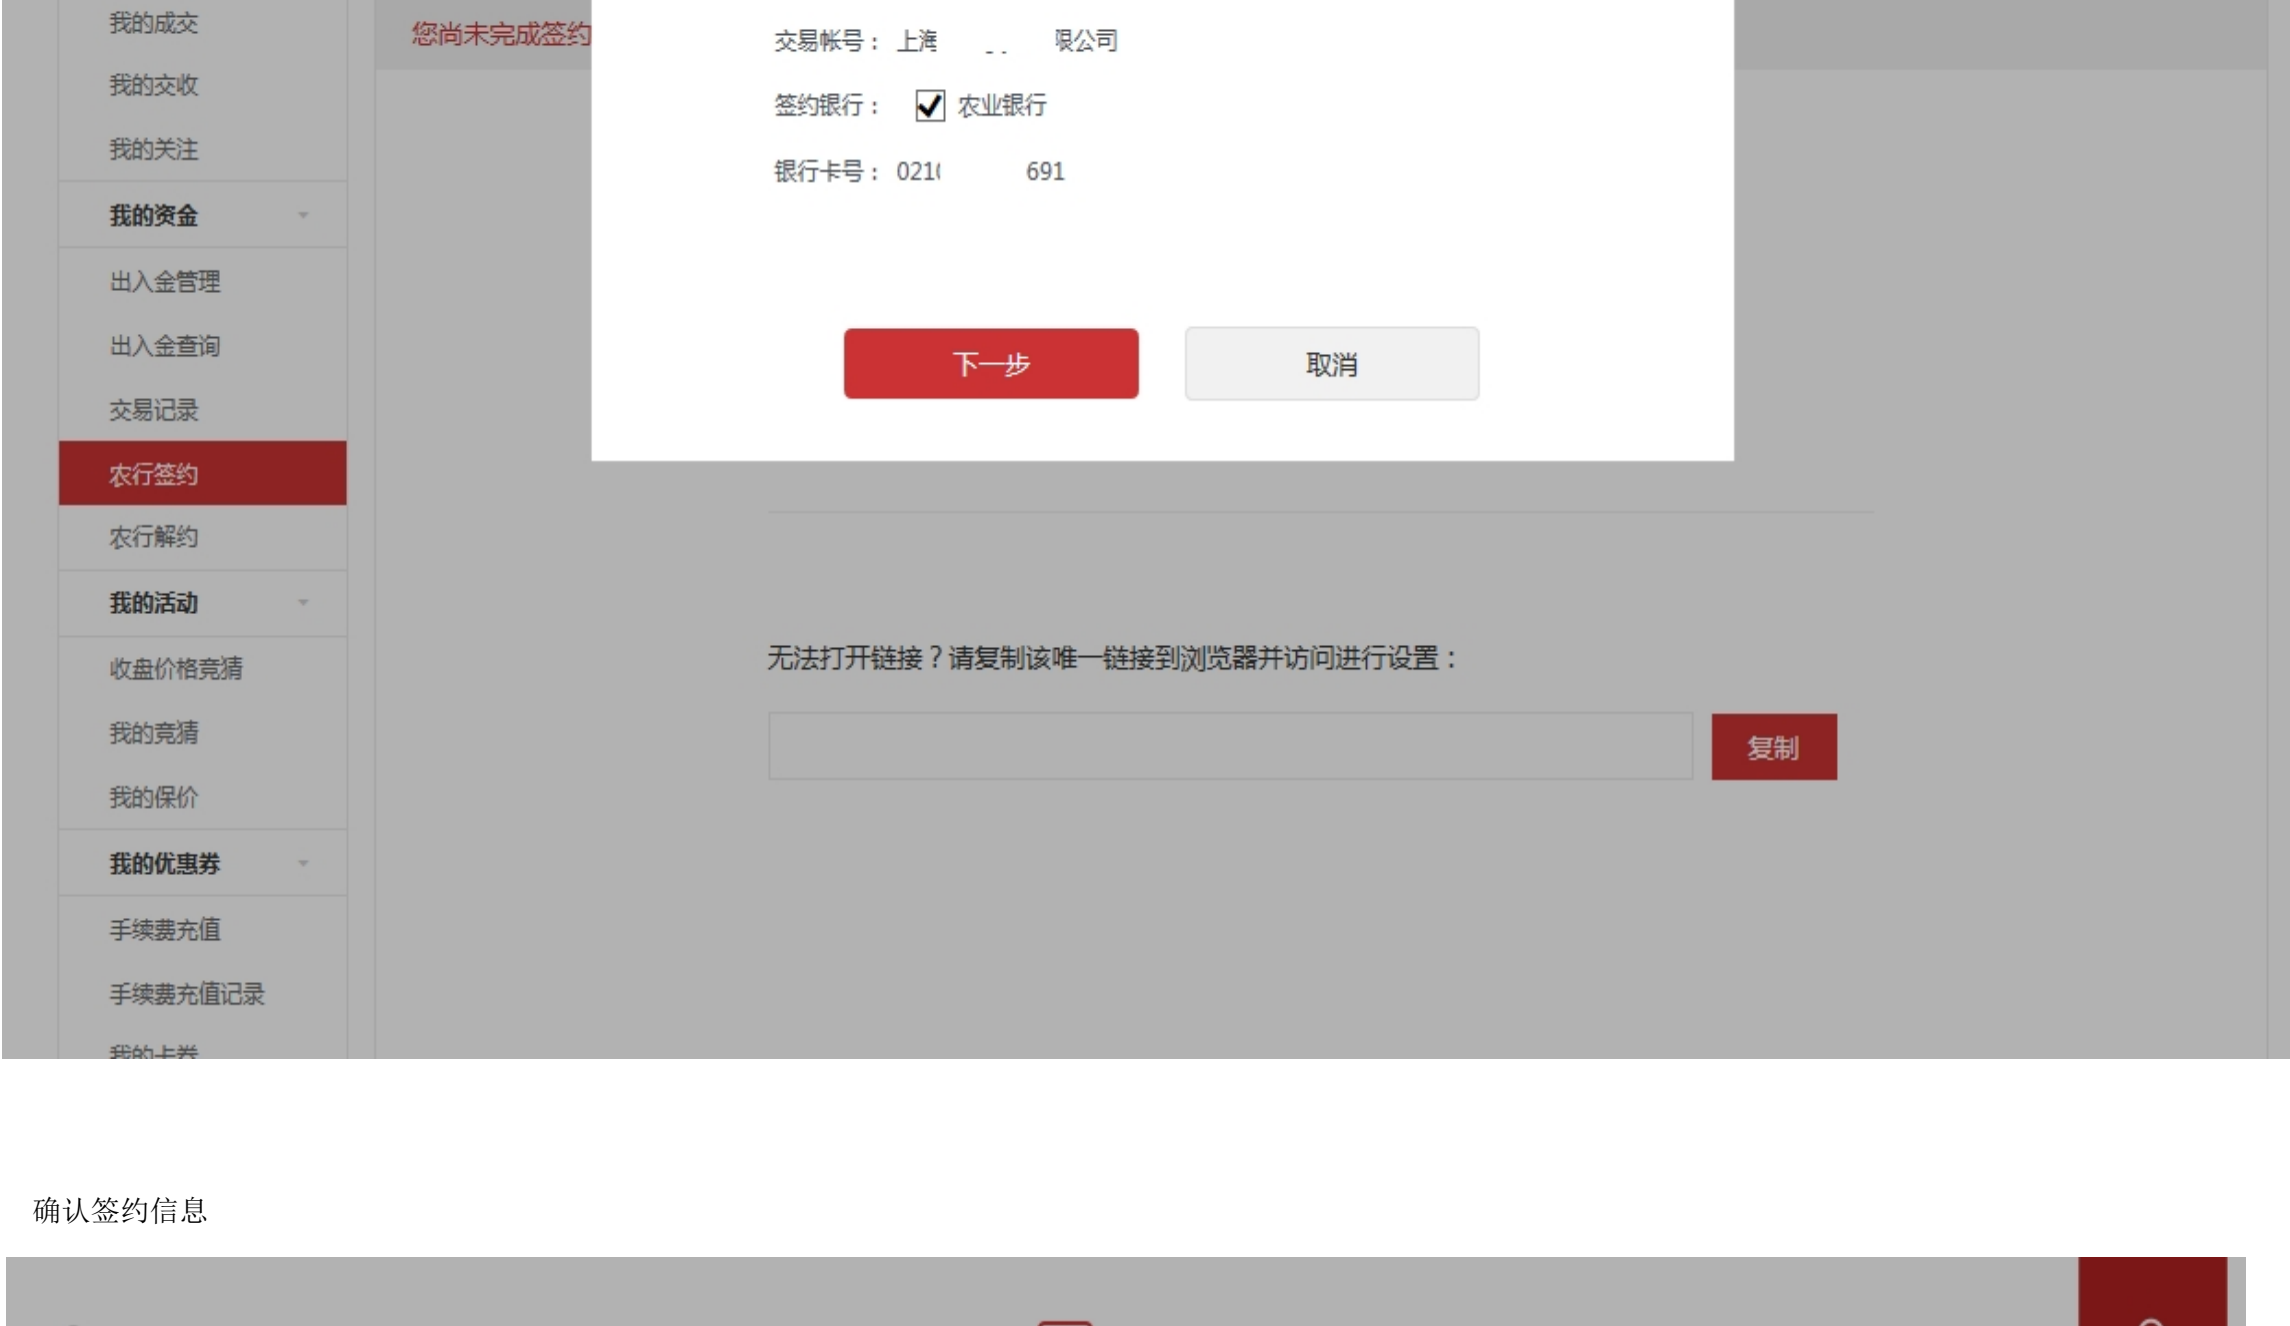 我的成交
我的交收
我的关注
我的资金
出入金管理
出入金查询
交易记录
农行签约
农行解约
我的活动
收盘价格竞猜
我的竞猜
我的保价
我的优惠券
手续费充值
手续费充值记录
我的卡券
您尚未完成签约
交易帐号：上海 限公司
签约银行： 农业银行
银行卡号：021 691
下一步 取消
无法打开链接？请复制该唯一链接到浏览器并访问进行设置：
复制
确认签约信息